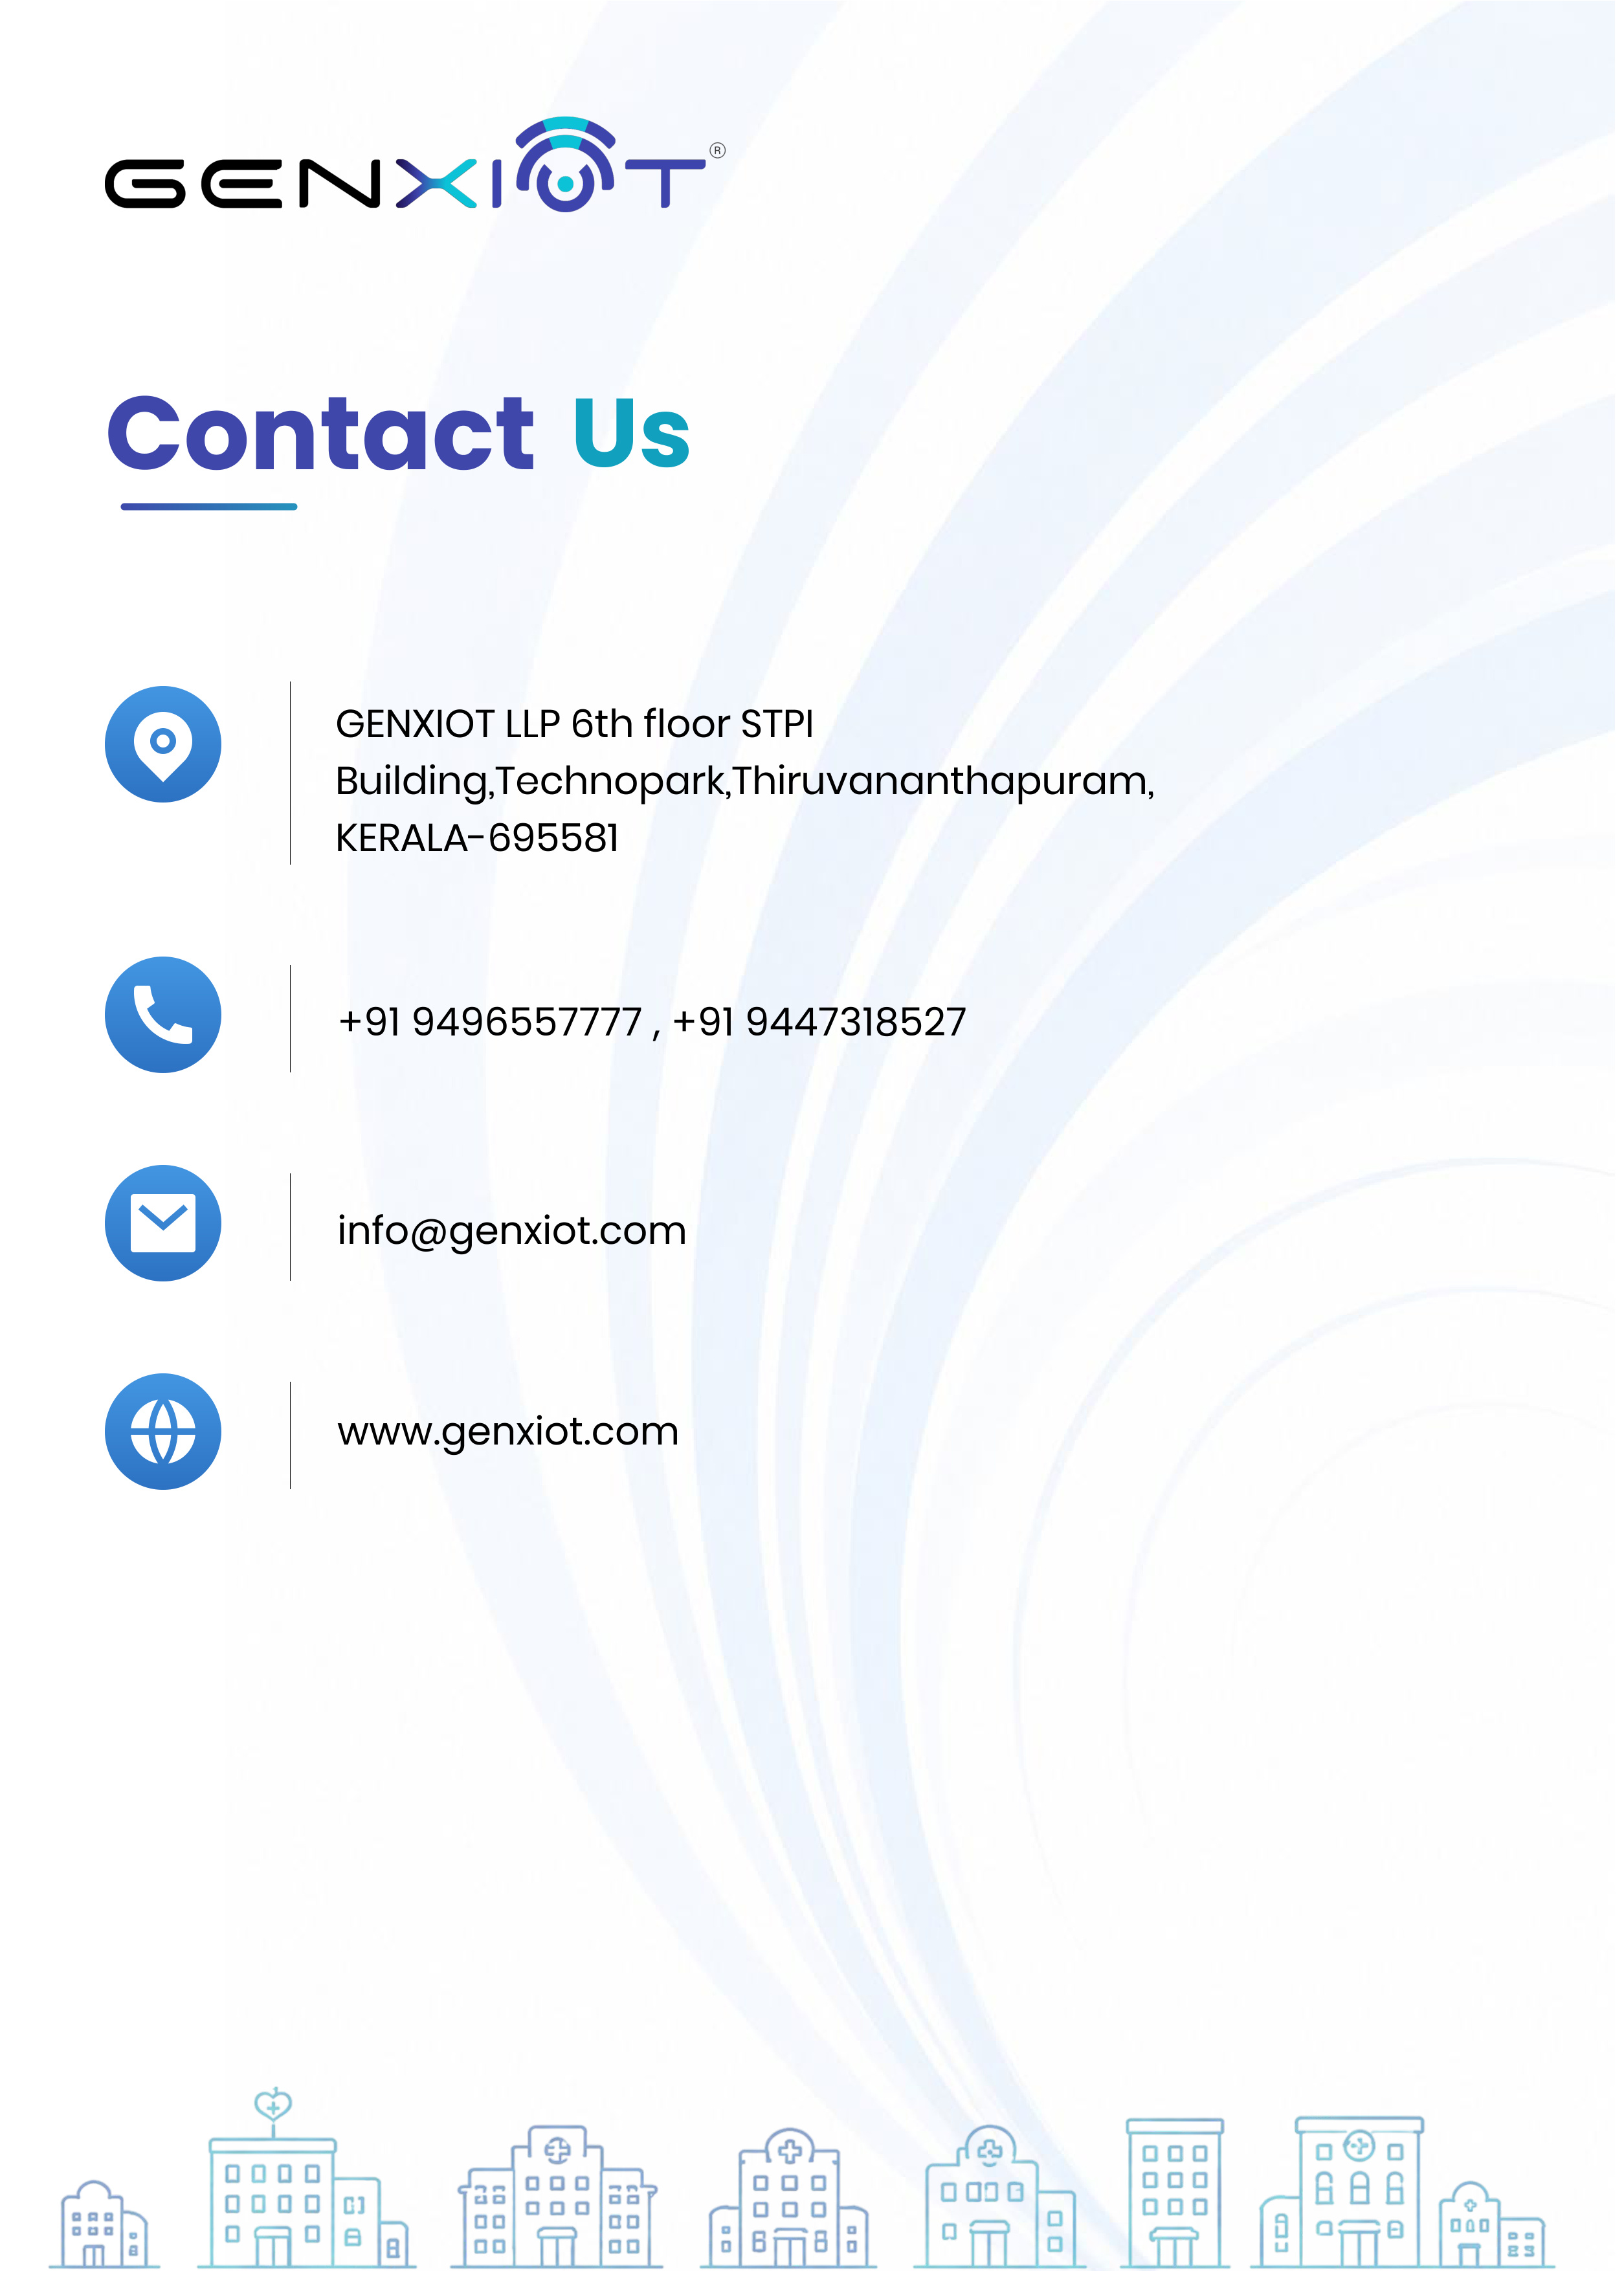 GENXIOT®
Contact Us
GENXIOT LLP 6th floor STPI
Building,Technopark,Thiruvananthapuram,
KERALA-695581
+91 9496557777 , +91 9447318527
info@genxiot.com
www.genxiot.com